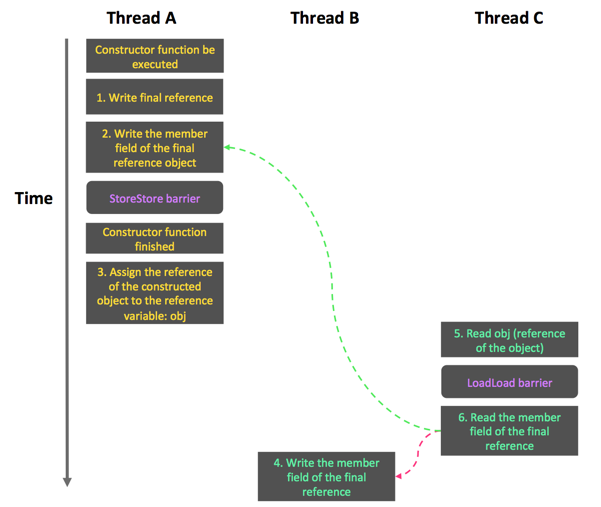 Thread A
Thread B
Thread C
Time
Constructor function be
executed
1. Write final reference
2. Write the member
field of the final
reference object
StoreStore barrier
Constructor function
finished
3. Assign the reference
of the constructed
object to the reference
variable: obj
5. Read obj (reference
of the object)
LoadLoad barrier
6. Read the member
field of the final
reference
4. Write the member
field of the final
reference